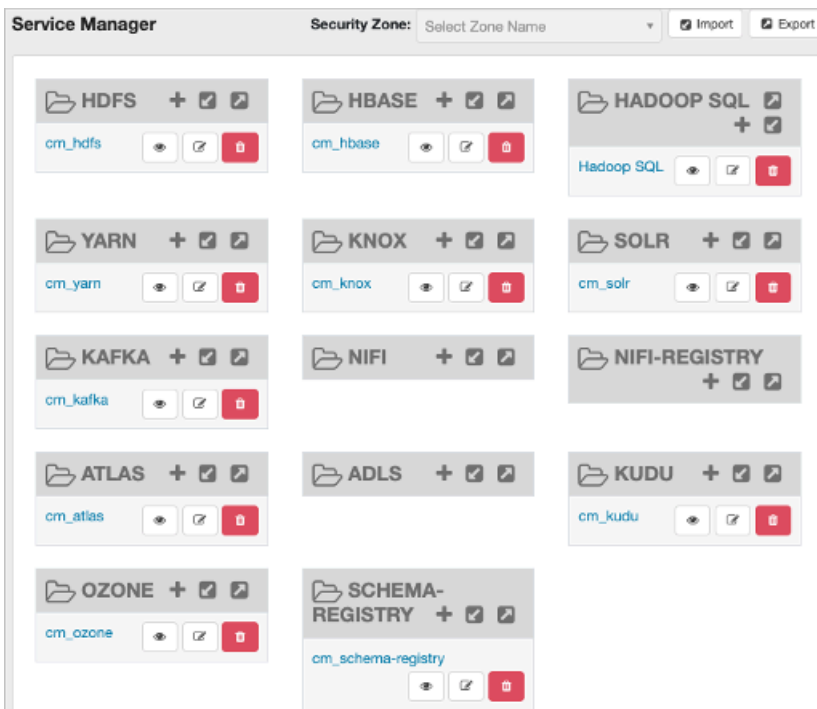 Service Manager
Security Zone: Select Zone Name Import Export
HDFS
cm_hdfs
HBASE
cm_hbase
HADOOP SQL
Hadoop SQL
YARN
cm_yarn
KNOX
cm_knox
SOLR
cm_solr
KAFKA
cm_kafka
NIFI
NIFI-REGISTRY
ATLAS
cm_atlas
ADLS
KUDU
cm_kudu
OZONE
cm_ozone
SCHEMA-
REGISTRY
cm_schema-registry